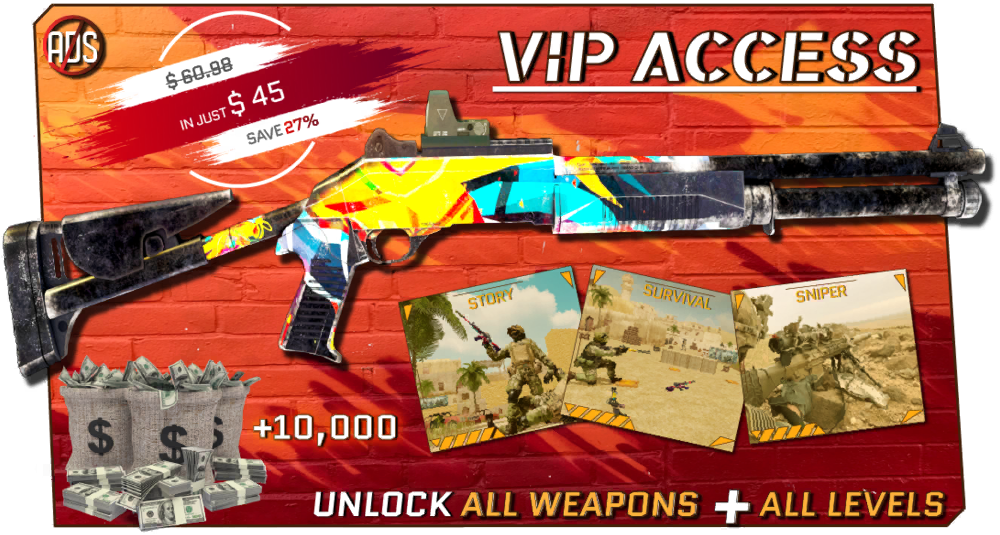 ADS
VIP ACCESS
$ 60.98
IN JUST $ 45
SAVE 27%
STORY
SURVIVAL
SNIPER
$ $ $
+10,000
UNLOCK ALL WEAPONS + ALL LEVELS